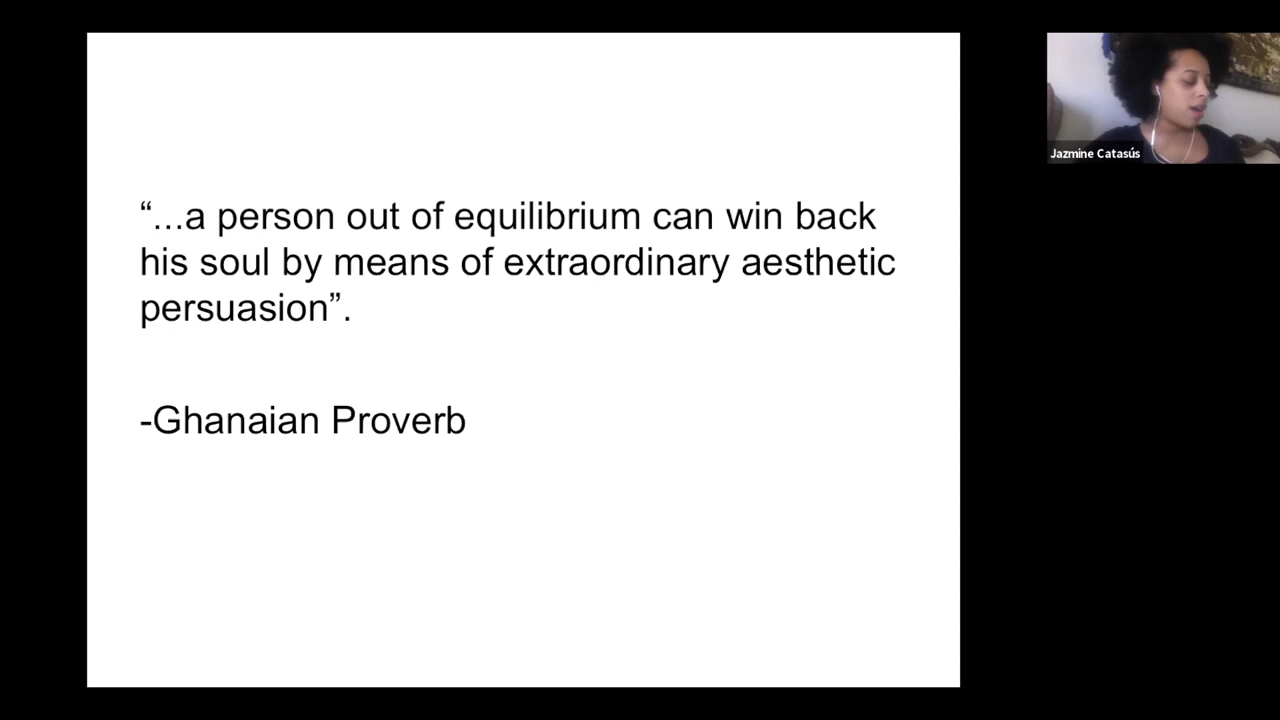 “...a person out of equilibrium can win back
his soul by means of extraordinary aesthetic
persuasion”.
-Ghanaian Proverb
Jazmine Catasús